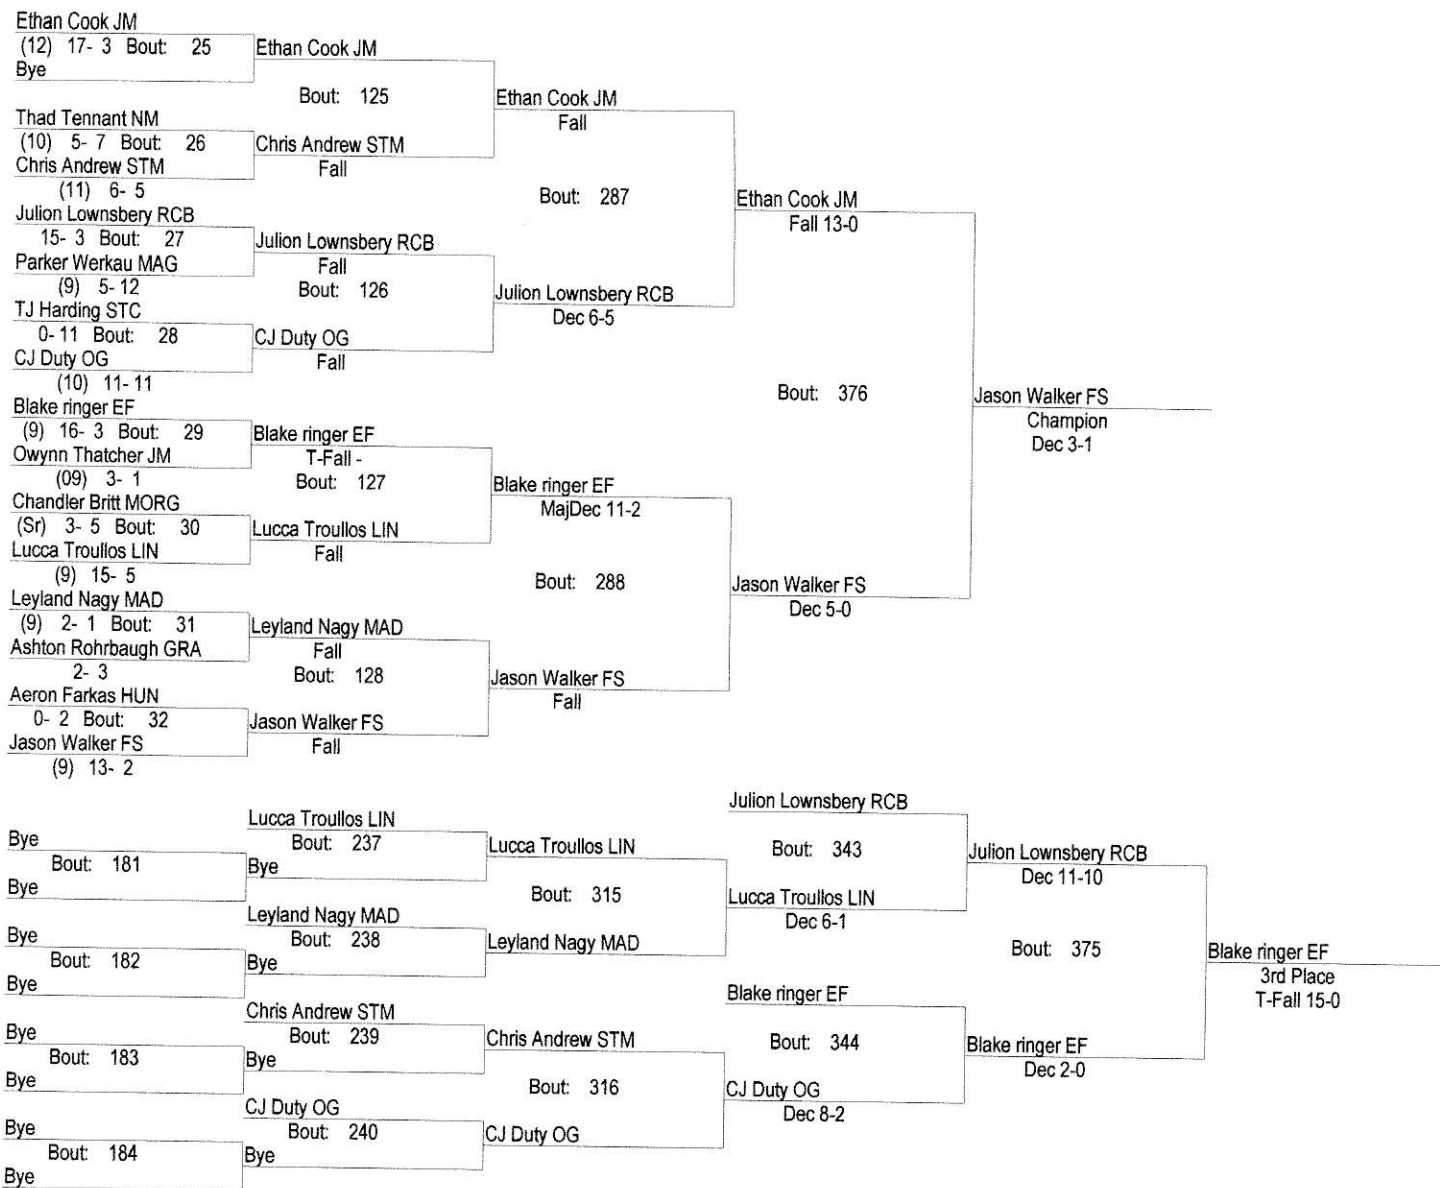 Ethan Cook JM
(12) 17- 3 Bout: 25
Bye
Ethan Cook JM
Bout: 125
Thad Tennant NM
(10) 5- 7 Bout: 26
Chris Andrew STM
(11) 6- 5
Chris Andrew STM
Fall
Ethan Cook JM
Fall
Bout: 287
Julion Lownsbery RCB
15- 3 Bout: 27
Parker Werkau MAG
(9) 5- 12
Julion Lownsbery RCB
Fall
Bout: 126
TJ Harding STC
0- 11 Bout: 28
CJ Duty OG
(10) 11- 11
CJ Duty OG
Fall
Julion Lownsbery RCB
Dec 6-5
Ethan Cook JM
Fall 13-0
Bout: 376
Blake ringer EF
(9) 16- 3 Bout: 29
Owynn Thatcher JM
(09) 3- 1
Blake ringer EF
T-Fall -
Bout: 127
Chandler Britt MORG
(Sr) 3- 5 Bout: 30
Lucca Troullos LIN
(9) 15- 5
Lucca Troullos LIN
Fall
Blake ringer EF
MajDec 11-2
Bout: 288
Leyland Nagy MAD
(9) 2- 1 Bout: 31
Ashton Rohrbaugh GRA
2- 3
Leyland Nagy MAD
Fall
Bout: 128
Aeron Farkas HUN
0- 2 Bout: 32
Jason Walker FS
(9) 13- 2
Jason Walker FS
Fall
Jason Walker FS
Fall
Jason Walker FS
Dec 5-0
Jason Walker FS
Champion
Dec 3-1
Bye
Bout: 181
Bye
Lucca Troullos LIN
Bout: 237
Bye
Lucca Troullos LIN
Bout: 315
Bye
Bout: 182
Bye
Leyland Nagy MAD
Bout: 238
Bye
Leyland Nagy MAD
Julion Lownsbery RCB
Bout: 343
Lucca Troullos LIN
Dec 6-1
Julion Lownsbery RCB
Dec 11-10
Bout: 375
Bye
Bout: 183
Bye
Chris Andrew STM
Bout: 239
Bye
Chris Andrew STM
Bout: 316
Bye
Bout: 184
Bye
CJ Duty OG
Bout: 240
Bye
CJ Duty OG
Blake ringer EF
Bout: 344
CJ Duty OG
Dec 8-2
Blake ringer EF
Dec 2-0
Blake ringer EF
3rd Place
T-Fall 15-0